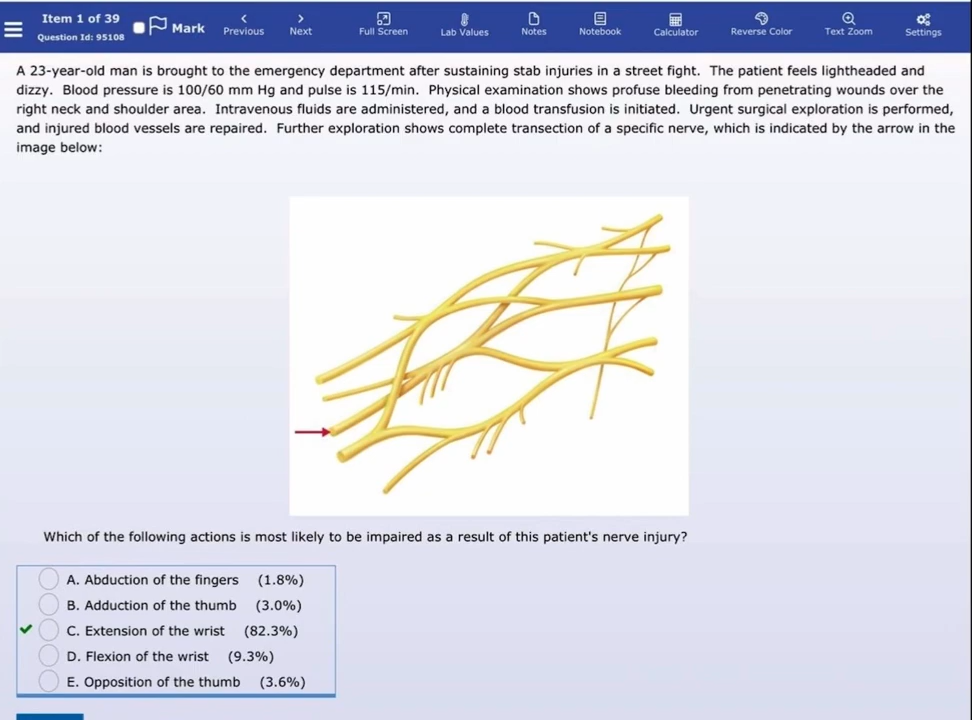 Item 1 of 39
Question Id: 95108
Mark
Previous
Next
Full Screen
Lab Values
Notes
Notebook
Calculator
Reverse Color
Text Zoom
Settings
A 23-year-old man is brought to the emergency department after sustaining stab injuries in a street fight. The patient feels lightheaded and
dizzy. Blood pressure is 100/60 mm Hg and pulse is 115/min. Physical examination shows profuse bleeding from penetrating wounds over the
right neck and shoulder area. Intravenous fluids are administered, and a blood transfusion is initiated. Urgent surgical exploration is performed,
and injured blood vessels are repaired. Further exploration shows complete transection of a specific nerve, which is indicated by the arrow in the
image below:
Which of the following actions is most likely to be impaired as a result of this patient's nerve injury?
A. Abduction of the fingers (1.8%)
B. Adduction of the thumb (3.0%)
C. Extension of the wrist (82.3%)
D. Flexion of the wrist (9.3%)
E. Opposition of the thumb (3.6%)